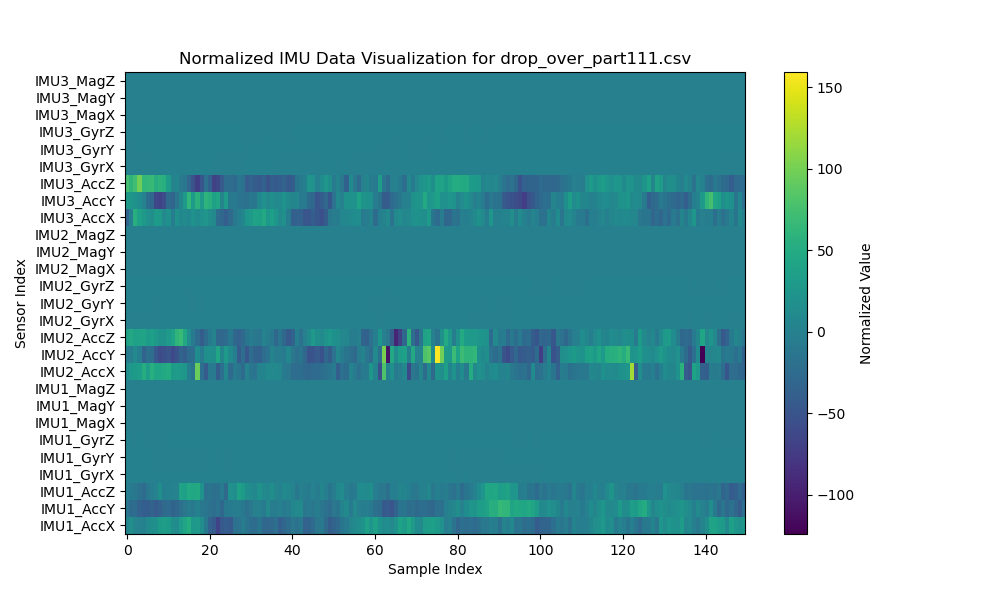 Normalized IMU Data Visualization for drop_over_part111.csv
IMU3_MagZ
IMU3_MagY
IMU3_MagX
IMU3_GyrZ
IMU3_GyrY
IMU3_GyrX
IMU3_AccZ
IMU3_AccY
IMU3_AccX
IMU2_MagZ
IMU2_MagY
IMU2_MagX
IMU2_GyrZ
IMU2_GyrY
IMU2_GyrX
IMU2_AccZ
IMU2_AccY
IMU2_AccX
IMU1_MagZ
IMU1_MagY
IMU1_MagX
IMU1_GyrZ
IMU1_GyrY
IMU1_GyrX
IMU1_AccZ
IMU1_AccY
IMU1_AccX
Sensor Index
0 20 40 60 80 100 120 140
Sample Index
150
100
50
0
−50
−100
Normalized Value